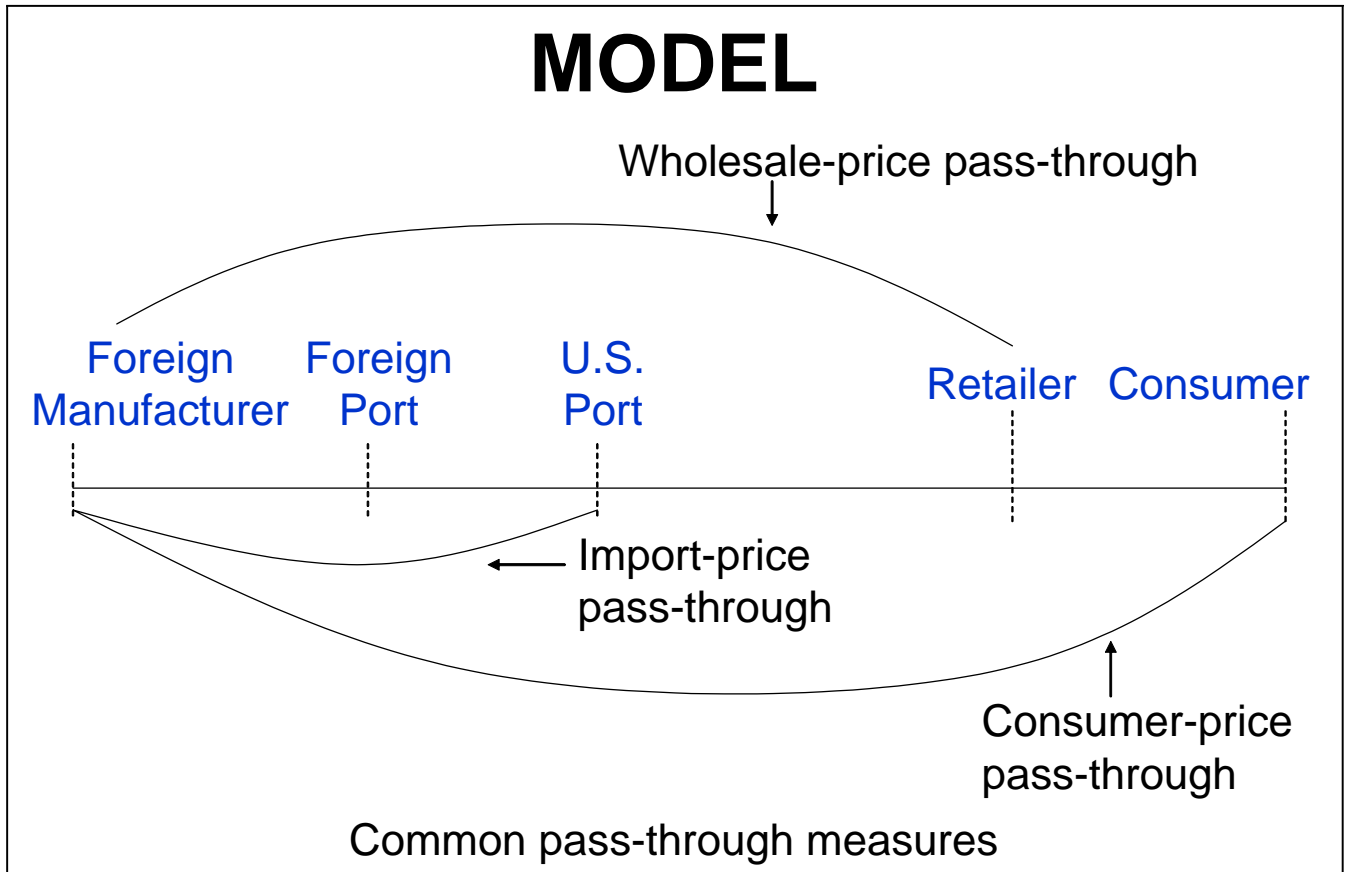 MODEL
Wholesale-price pass-through
Foreign
Manufacturer
Foreign
Port
U.S.
Port
Retailer
Consumer
Import-price
pass-through
Consumer-price
pass-through
Common pass-through measures